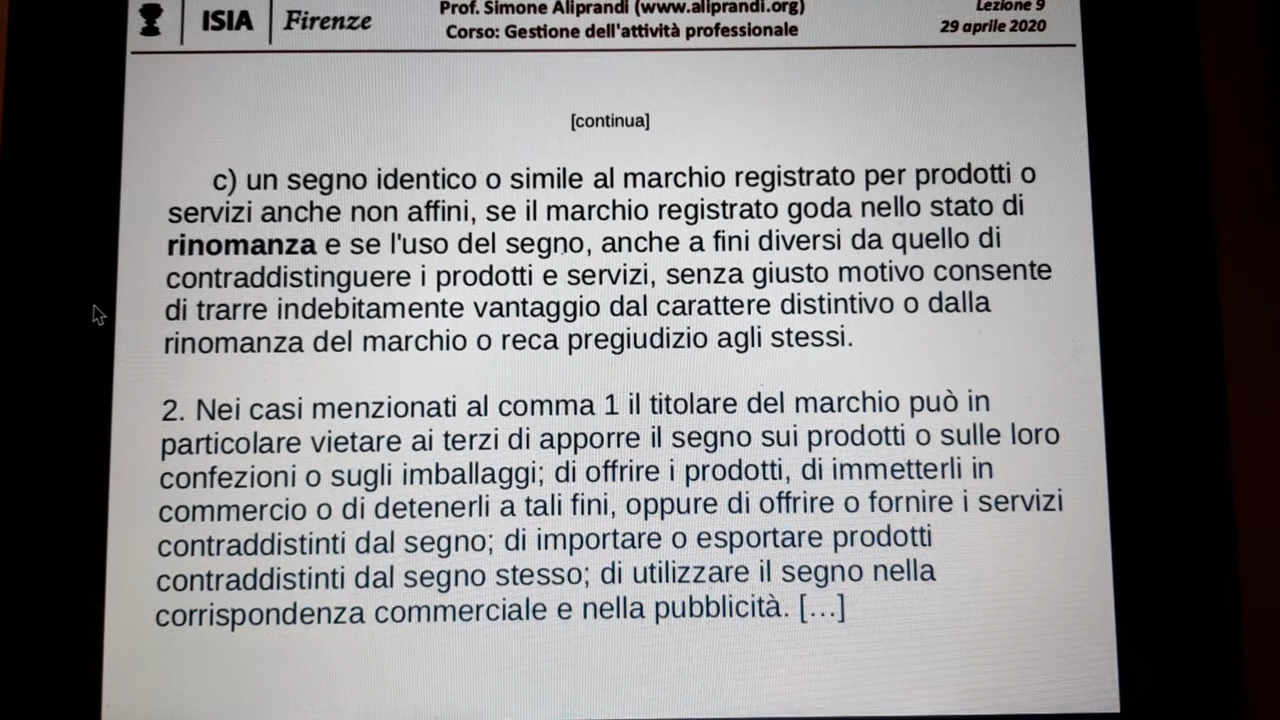 ISIA Firenze
Prof. Simone Aliprandi (www.aliprandi.org)
Corso: Gestione dell'attività professionale
Lezione 9
29 aprile 2020
[continua]
c) un segno identico o simile al marchio registrato per prodotti o
servizi anche non affini, se il marchio registrato goda nello stato di
rinomanza e se l'uso del segno, anche a fini diversi da quello di
contraddistinguere i prodotti e servizi, senza giusto motivo consente
di trarre indebitamente vantaggio dal carattere distintivo o dalla
rinomanza del marchio o reca pregiudizio agli stessi.
2. Nei casi menzionati al comma 1 il titolare del marchio può in
particolare vietare ai terzi di apporre il segno sui prodotti o sulle loro
confezioni o sugli imballaggi; di offrire i prodotti, di immetterli in
commercio o di detenerli a tali fini, oppure di offrire o fornire i servizi
contraddistinti dal segno; di importare o esportare prodotti
contraddistinti dal segno stesso; di utilizzare il segno nella
corrispondenza commerciale e nella pubblicità. [...]